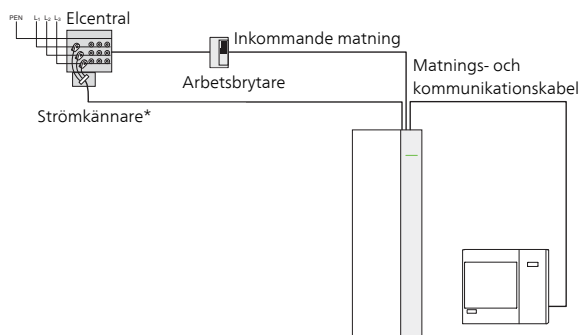 PEN L1 L2 L3 Elcentral
Inkommande matning
Arbetsbrytare
Matnings- och
kommunikationskabel
Strömkännare*